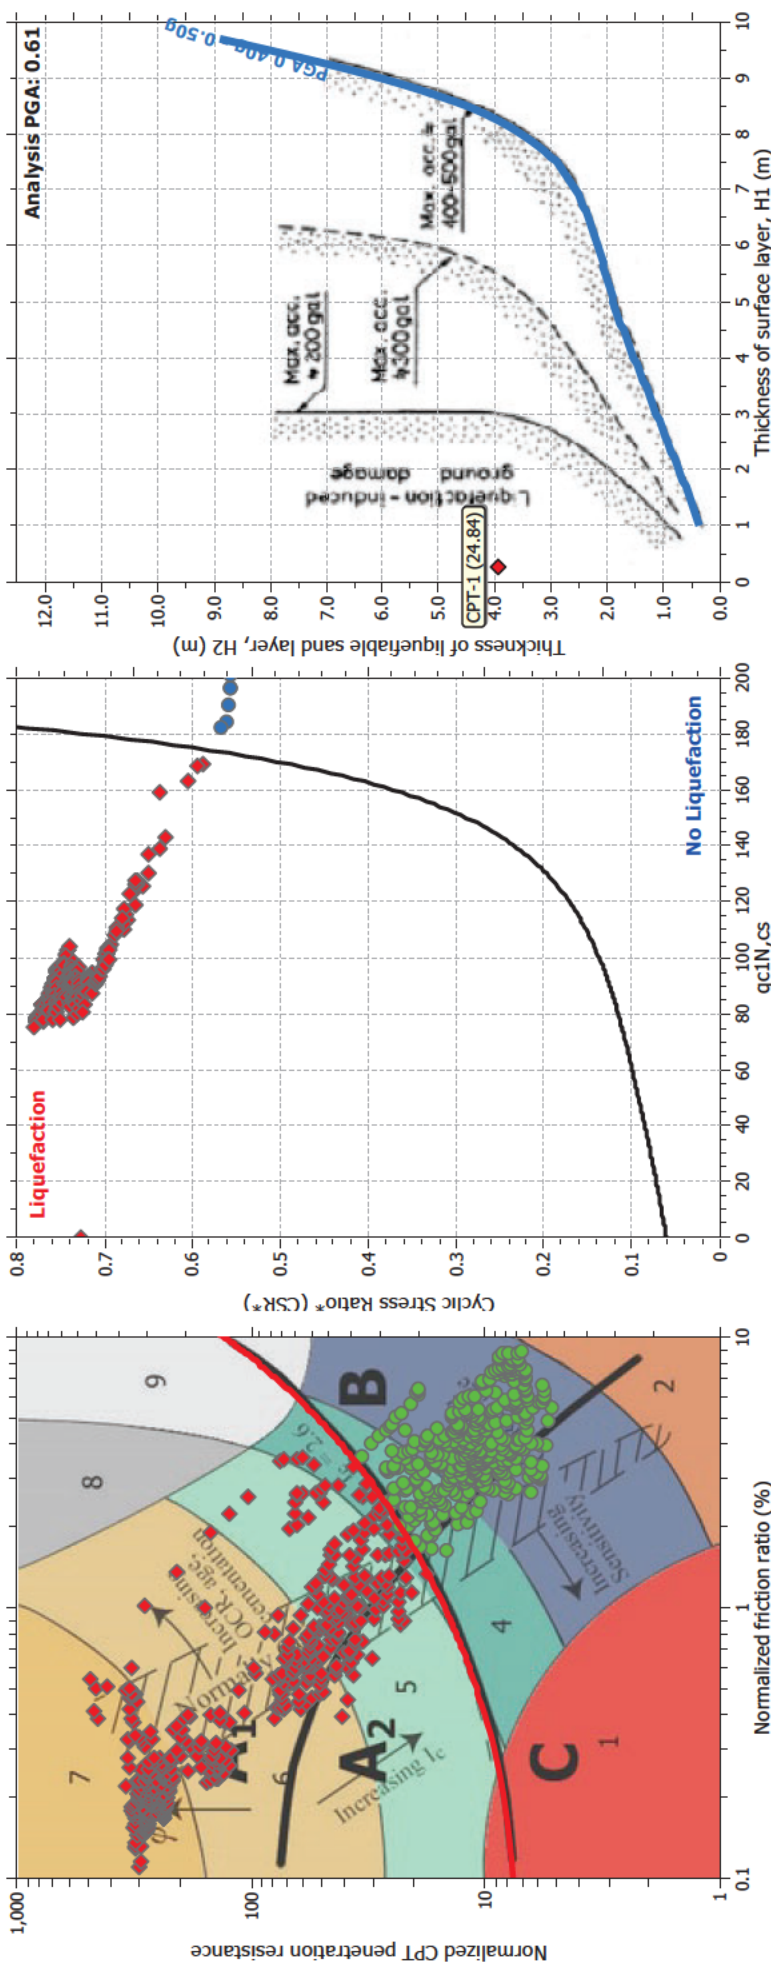 Normalized CPT penetration resistance
1,000
100
10
1
7
8
9
6
5
4
1
2
A1
A2
B
C
Increasing
OCR age,
cementation
Normally
Increasing Ic
Ic = 2.6
Increasing
Sensitivity
φ
0.1
1
10
Normalized friction ratio (%)
Cyclic Stress Ratio* (CSR*)
0.8
0.7
0.6
0.5
0.4
0.3
0.2
0.1
0
Liquefaction
No Liquefaction
0 20 40 60 80 100 120 140 160 180 200
qc1N,cs
Thickness of liquefiable sand layer, H2 (m)
Analysis PGA: 0.61
12.0
11.0
10.0
9.0
8.0
7.0
6.0
5.0
4.0
3.0
2.0
1.0
0.0
PGA 0.40g - 0.50g
Max. acc.
≒ 200 gal
Max. acc
≒300gal
Max. acc. ≒
400-500gal
Liquefaction-induced
ground damage
CPT-1 (24.84)
0 1 2 3 4 5 6 7 8 9 10
Thickness of surface layer, H1 (m)